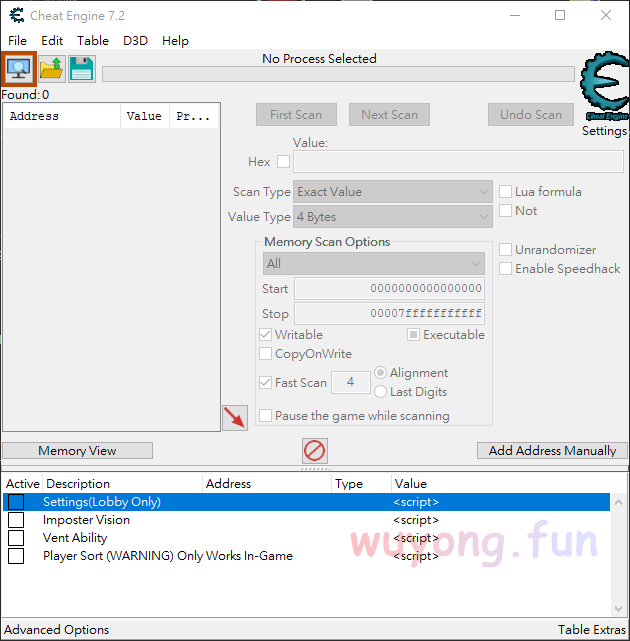 Cheat Engine 7.2
File Edit Table D3D Help
No Process Selected
Found: 0
Cheat Engine
Settings
Address Value Pr...
First Scan Next Scan Undo Scan
Value:
Hex
Scan Type Exact Value Lua formula
Value Type 4 Bytes Not
Memory Scan Options
All
Unrandomizer
Enable Speedhack
Start 0000000000000000
Stop 00007fffffffffff
Writable Executable
CopyOnWrite
Fast Scan 4 Alignment
Last Digits
Pause the game while scanning
Memory View Add Address Manually
Active Description Address Type Value
Settings(Lobby Only) <script>
Imposter Vision <script>
Vent Ability <script>
Player Sort (WARNING) Only Works In-Game <script>
wuyong.fun
Advanced Options Table Extras